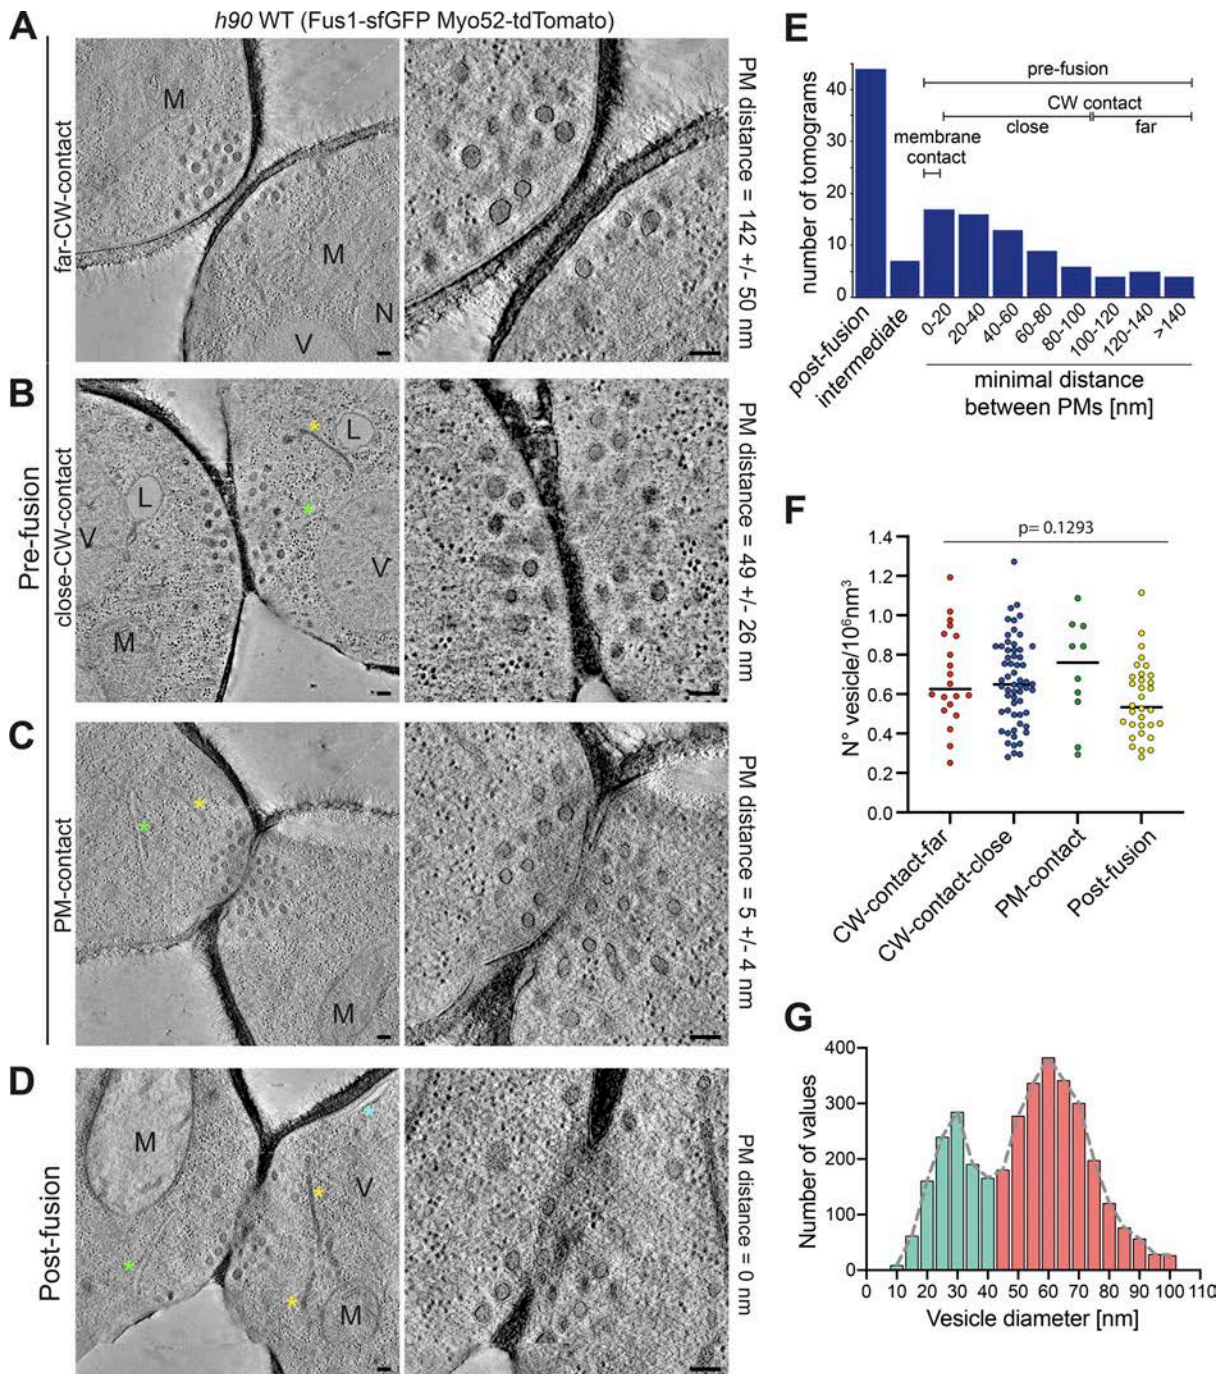 h90 WT (Fus1-sfGFP Myo52-tdTomato)
A
far-CW-contact
M
M
N
V
PM distance = 142 +/- 50 nm
Pre-fusion
B
close-CW-contact
L
L
V
V
M
*
*
PM distance = 49 +/- 26 nm
C
PM-contact
*
*
M
PM distance = 5 +/- 4 nm
D
Post-fusion
M
*
V
*
*
*
M
PM distance = 0 nm
E
number of tomograms
40
30
20
10
0
pre-fusion
CW contact
close
far
membrane
contact
post-fusion
intermediate
0-20
20-40
40-60
60-80
80-100
100-120
120-140
>140
minimal distance
between PMs [nm]
F
p= 0.1293
N° vesicle/10⁶nm³
1.4
1.2
1.0
0.8
0.6
0.4
0.2
0.0
CW-contact-far
CW-contact-close
PM-contact
Post-fusion
G
Number of values
400
300
200
100
0
0 10 20 30 40 50 60 70 80 90 100 110
Vesicle diameter [nm]